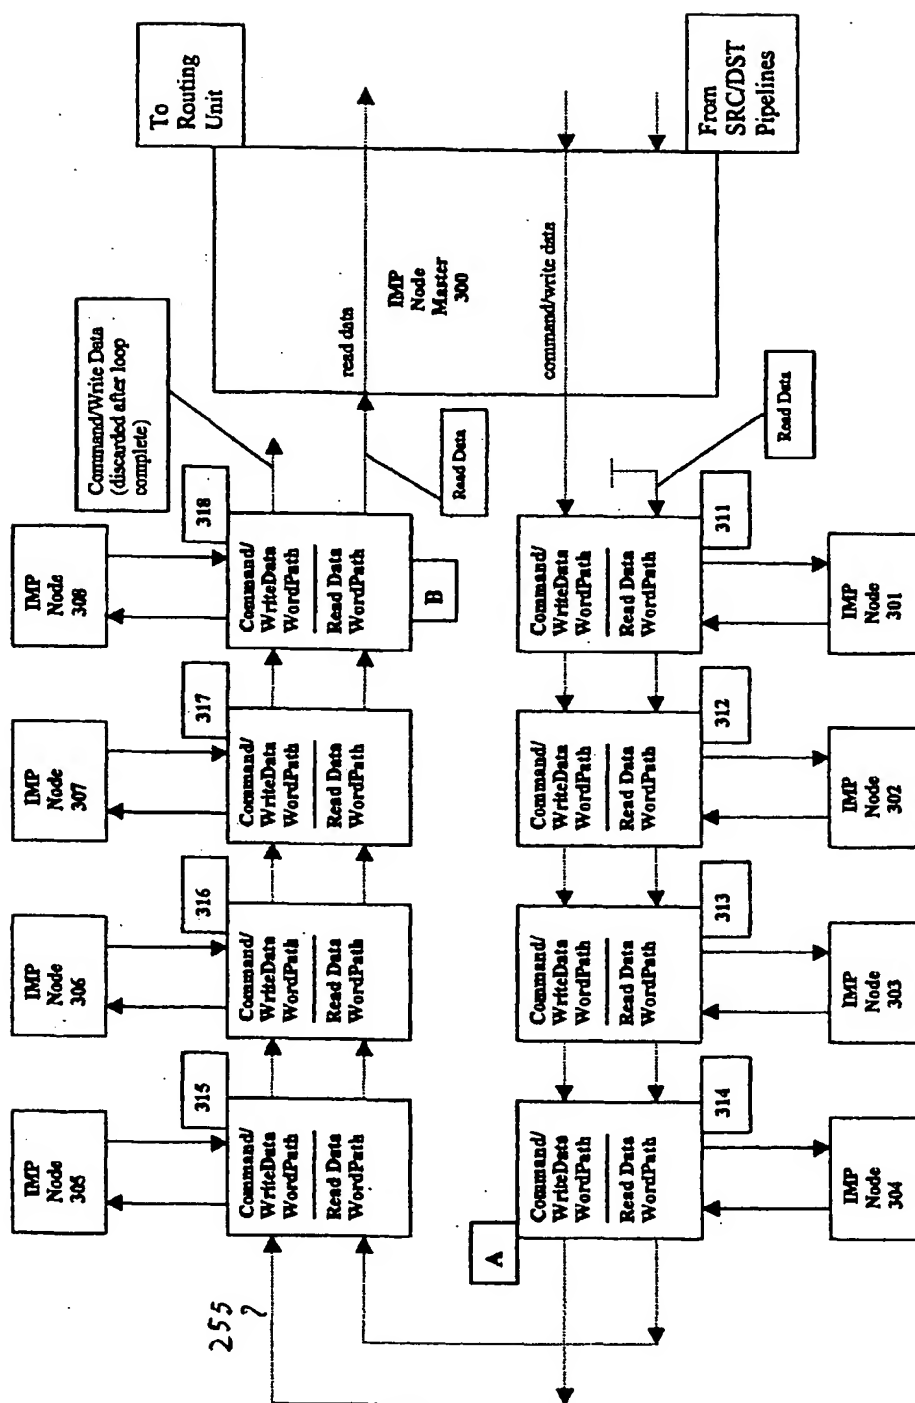 To
Routing
Unit
From
SRC/DST
Pipelines
read data
IMP
Node
Master
300
command/write data
Command/Write Data
(discarded after loop
complete)
Read Data
Read Data
IMP
Node
305
IMP
Node
306
IMP
Node
307
IMP
Node
308
315
316
317
318
Command/
WriteData
WordPath
Read Data
WordPath
Command/
WriteData
WordPath
Read Data
WordPath
Command/
WriteData
WordPath
Read Data
WordPath
Command/
WriteData
WordPath
Read Data
WordPath
B
255
A
Command/
WriteData
WordPath
Read Data
WordPath
Command/
WriteData
WordPath
Read Data
WordPath
Command/
WriteData
WordPath
Read Data
WordPath
Command/
WriteData
WordPath
Read Data
WordPath
314
313
312
311
IMP
Node
304
IMP
Node
303
IMP
Node
302
IMP
Node
301